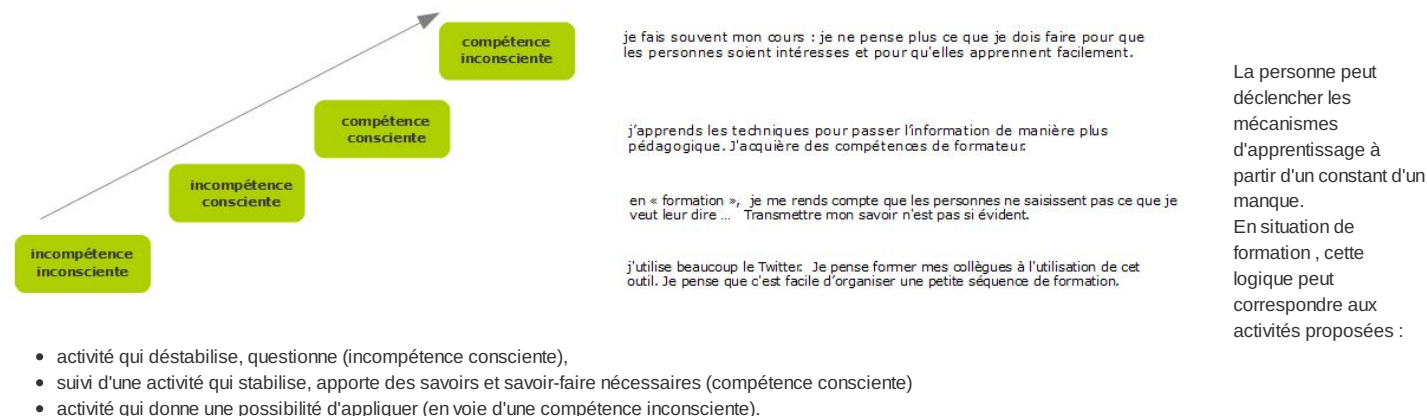 compétence
inconsciente
je fais souvent mon cours : je ne pense plus ce que je dois faire pour que
les personnes soient intéresses et pour qu'elles apprennent facilement.
compétence
consciente
j'apprends les techniques pour passer l'information de manière plus
pédagogique. J'acquière des compétences de formateur.
incompétence
consciente
en « formation », je me rends compte que les personnes ne saisissent pas ce que je
veut leur dire ... Transmettre mon savoir n'est pas si évident.
incompétence
inconsciente
j'utilise beaucoup le Twitter. Je pense former mes collègues à l'utilisation de cet
outil. Je pense que c'est facile d'organiser une petite séquence de formation.
La personne peut
déclencher les
mécanismes
d'apprentissage à
partir d'un constant d'un
manque.
En situation de
formation , cette
logique peut
correspondre aux
activités proposées :
• activité qui déstabilise, questionne (incompétence consciente),
• suivi d'une activité qui stabilise, apporte des savoirs et savoir-faire nécessaires (compétence consciente)
• activité qui donne une possibilité d'appliquer (en voie d'une compétence inconsciente).